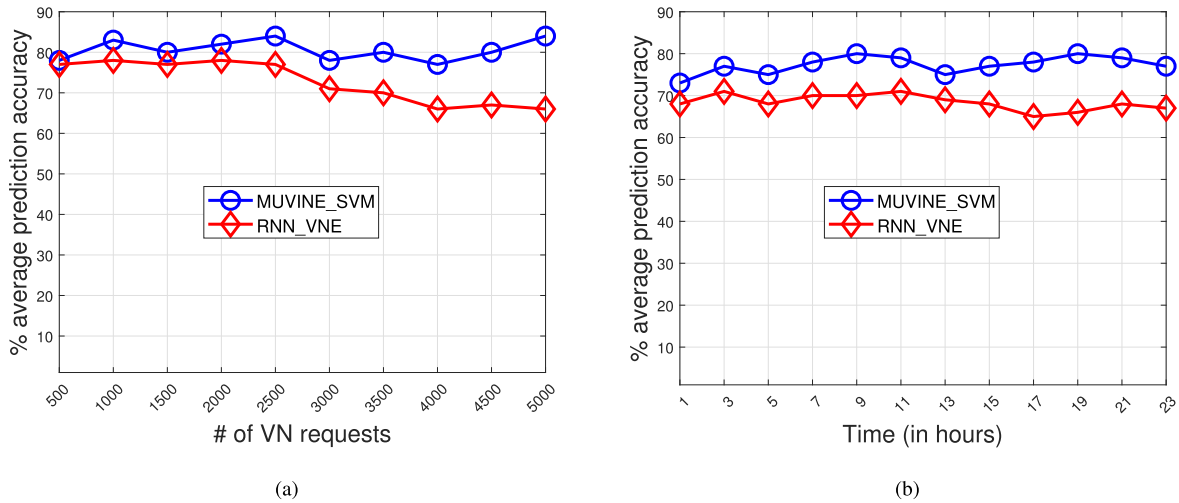 90
80
70
60
50
40
30
20
10
% average prediction accuracy
MUVINE_SVM
RNN_VNE
500 1000 1500 2000 2500 3000 3500 4000 4500 5000
# of VN requests
(a)
90
80
70
60
50
40
30
20
10
% average prediction accuracy
MUVINE_SVM
RNN_VNE
1 3 5 7 9 11 13 15 17 19 21 23
Time (in hours)
(b)